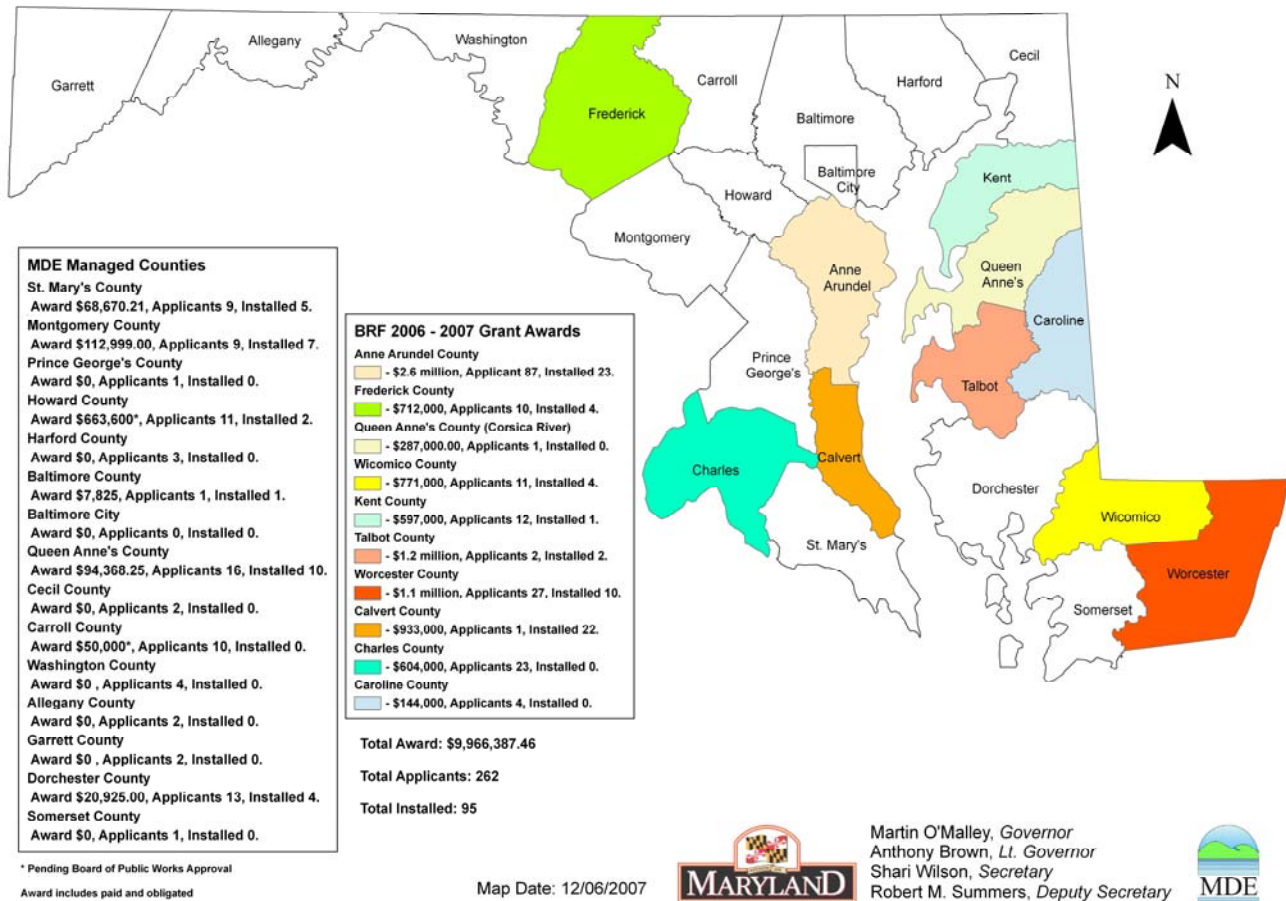 Garrett
Allegany
Washington
Frederick
Carroll
Baltimore
Harford
Cecil
N
Baltimore
City
Howard
Montgomery
Kent
Anne
Arundel
Queen
Anne's
Caroline
Prince
George's
Talbot
Charles
Calvert
Dorchester
St. Mary's
Wicomico
Worcester
Somerset
MDE Managed Counties
St. Mary's County
Award $68,670.21, Applicants 9, Installed 5.
Montgomery County
Award $112,999.00, Applicants 9, Installed 7.
Prince George's County
Award $0, Applicants 1, Installed 0.
Howard County
Award $663,600*, Applicants 11, Installed 2.
Harford County
Award $0, Applicants 3, Installed 0.
Baltimore County
Award $7,825, Applicants 1, Installed 1.
Baltimore City
Award $0, Applicants 0, Installed 0.
Queen Anne's County
Award $94,368.25, Applicants 16, Installed 10.
Cecil County
Award $0, Applicants 2, Installed 0.
Carroll County
Award $50,000*, Applicants 10, Installed 0.
Washington County
Award $0 , Applicants 4, Installed 0.
Allegany County
Award $0, Applicants 2, Installed 0.
Garrett County
Award $0 , Applicants 2, Installed 0.
Dorchester County
Award $20,925.00, Applicants 13, Installed 4.
Somerset County
Award $0, Applicants 1, Installed 0.
* Pending Board of Public Works Approval
Award includes paid and obligated
BRF 2006 - 2007 Grant Awards
Anne Arundel County
- $2.6 million, Applicant 87, Installed 23.
Frederick County
- $712,000, Applicants 10, Installed 4.
Queen Anne's County (Corsica River)
- $287,000.00, Applicants 1, Installed 0.
Wicomico County
- $771,000, Applicants 11, Installed 4.
Kent County
- $597,000, Applicants 12, Installed 1.
Talbot County
- $1.2 million, Applicants 2, Installed 2.
Worcester County
- $1.1 million, Applicants 27, Installed 10.
Calvert County
- $933,000, Applicants 1, Installed 22.
Charles County
- $604,000, Applicants 23, Installed 0.
Caroline County
- $144,000, Applicants 4, Installed 0.
Total Award: $9,966,387.46
Total Applicants: 262
Total Installed: 95
Map Date: 12/06/2007
MARYLAND
Martin O'Malley, Governor
Anthony Brown, Lt. Governor
Shari Wilson, Secretary
Robert M. Summers, Deputy Secretary
MDE